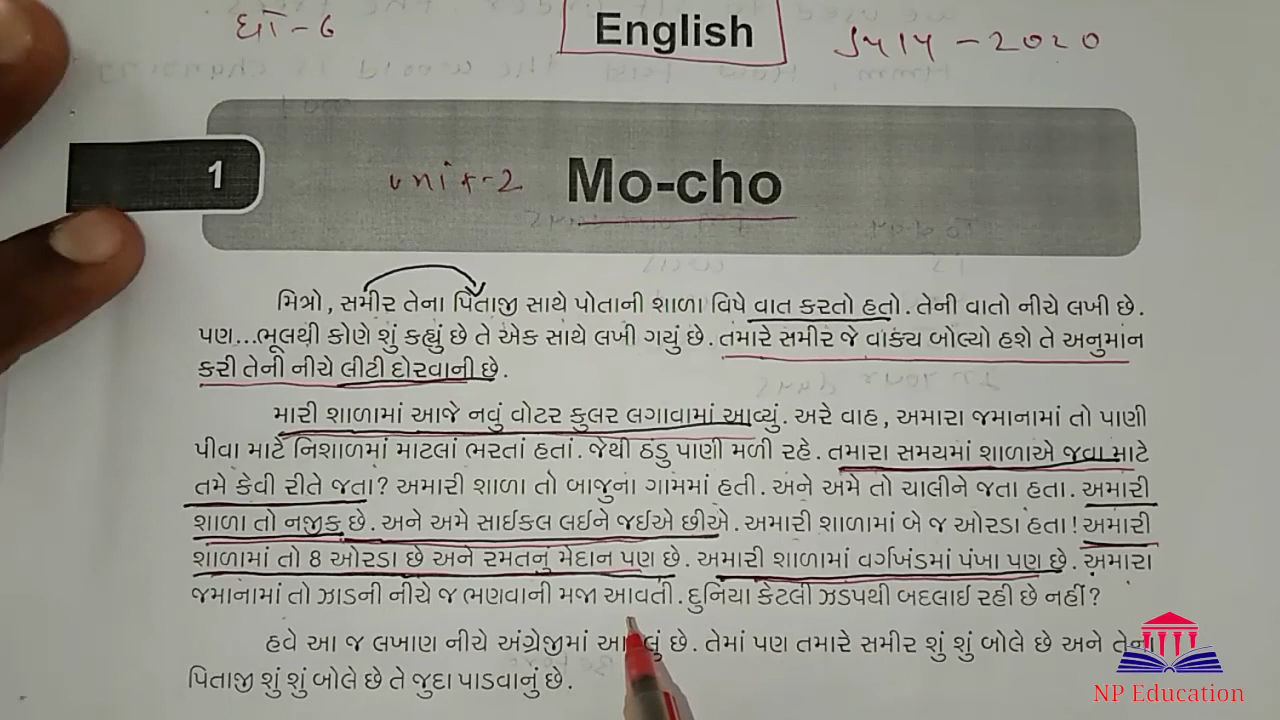 ધો-૬ English July-2020
1 unit-2 Mo-cho
મિત્રો, સમીર તેના પિતાજી સાથે પોતાની શાળા વિષે વાત કરતો હતો. તેની વાતો નીચે લખી છે.
પણ...ભૂલથી કોણે શું કહ્યું છે તે એક સાથે લખી ગયું છે. તમારે સમીર જે વાક્ય બોલ્યો હશે તે અનુમાન
કરી તેની નીચે લીટી દોરવાની છે.
મારી શાળામાં આજે નવું વોટર કુલર લગાવામાં આવ્યું. અરે વાહ, અમારા જમાનામાં તો પાણી
પીવા માટે નિશાળમાં માટલાં ભરતાં હતાં. જેથી ઠંડુ પાણી મળી રહે. તમારા સમયમાં શાળાએ જવા માટે
તમે કેવી રીતે જતા? અમારી શાળા તો બાજુના ગામમાં હતી. અને અમે તો ચાલીને જતા હતા. અમારી
શાળા તો નજીક છે. અને અમે સાઈકલ લઈને જઈએ છીએ. અમારી શાળામાં બે જ ઓરડા હતા! અમારી
શાળામાં તો 8 ઓરડા છે અને રમતનું મેદાન પણ છે. અમારી શાળામાં વર્ગખંડમાં પંખા પણ છે. અમારા
જમાનામાં તો ઝાડની નીચે જ ભણવાની મજા આવતી. દુનિયા કેટલી ઝડપથી બદલાઈ રહી છે નહીં?
હવે આ જ લખાણ નીચે અંગ્રેજીમાં છે. તેમાં પણ તમારે સમીર શું શું બોલે છે અને તેના
પિતાજી શું શું બોલે છે તે જુદા પાડવાનું છે.
NP Education